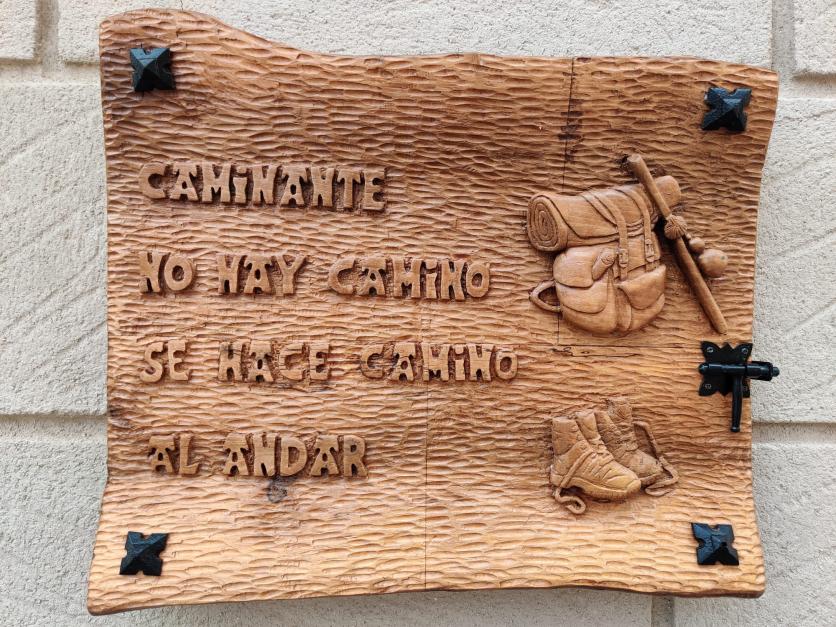 CAMiNANTE
NO HAY CAMiNO
SE HACE CAMiNO
AL ANDAR